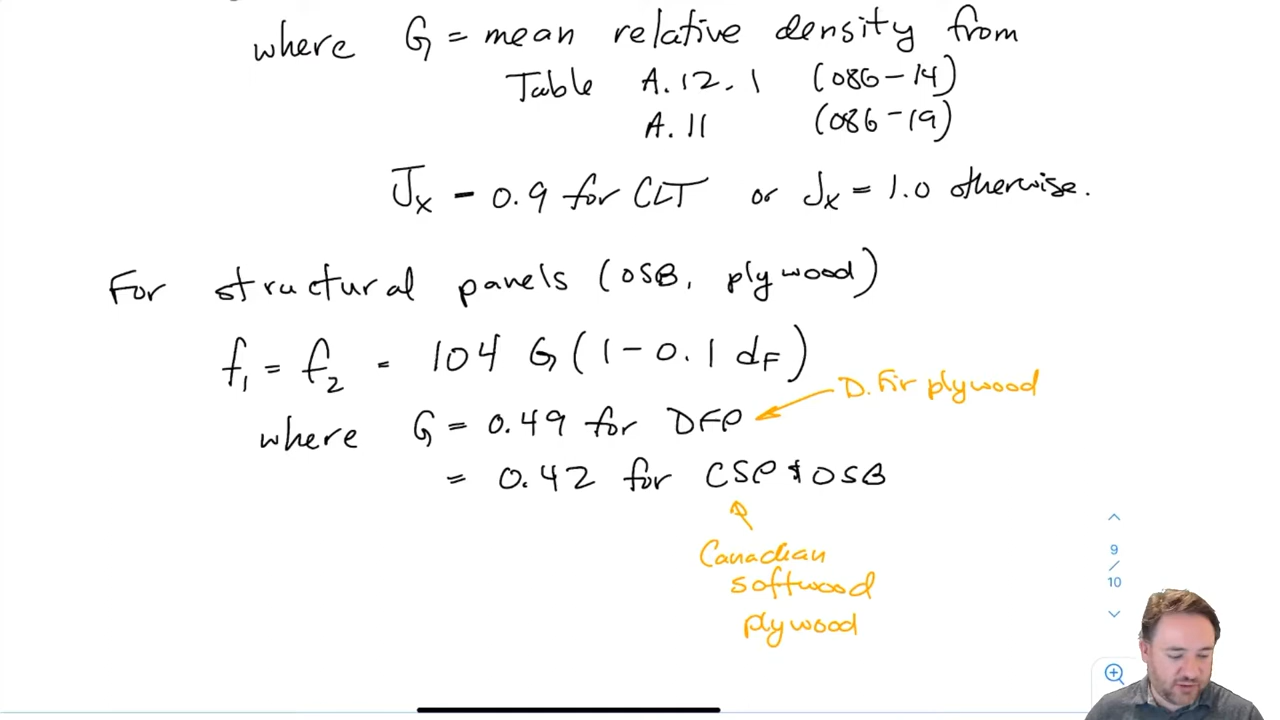 where G = mean relative density from
Table A.12.1 (086-14)
A.11 (086-19)
Jx = 0.9 for CLT or Jx = 1.0 otherwise.
For structural panels (OSB, plywood)
f1 = f2 = 104 G (1 - 0.1 dF)
D. Fir plywood
where G = 0.49 for DFP
= 0.42 for CSP & OSB
Canadian
softwood
plywood
9
/
10